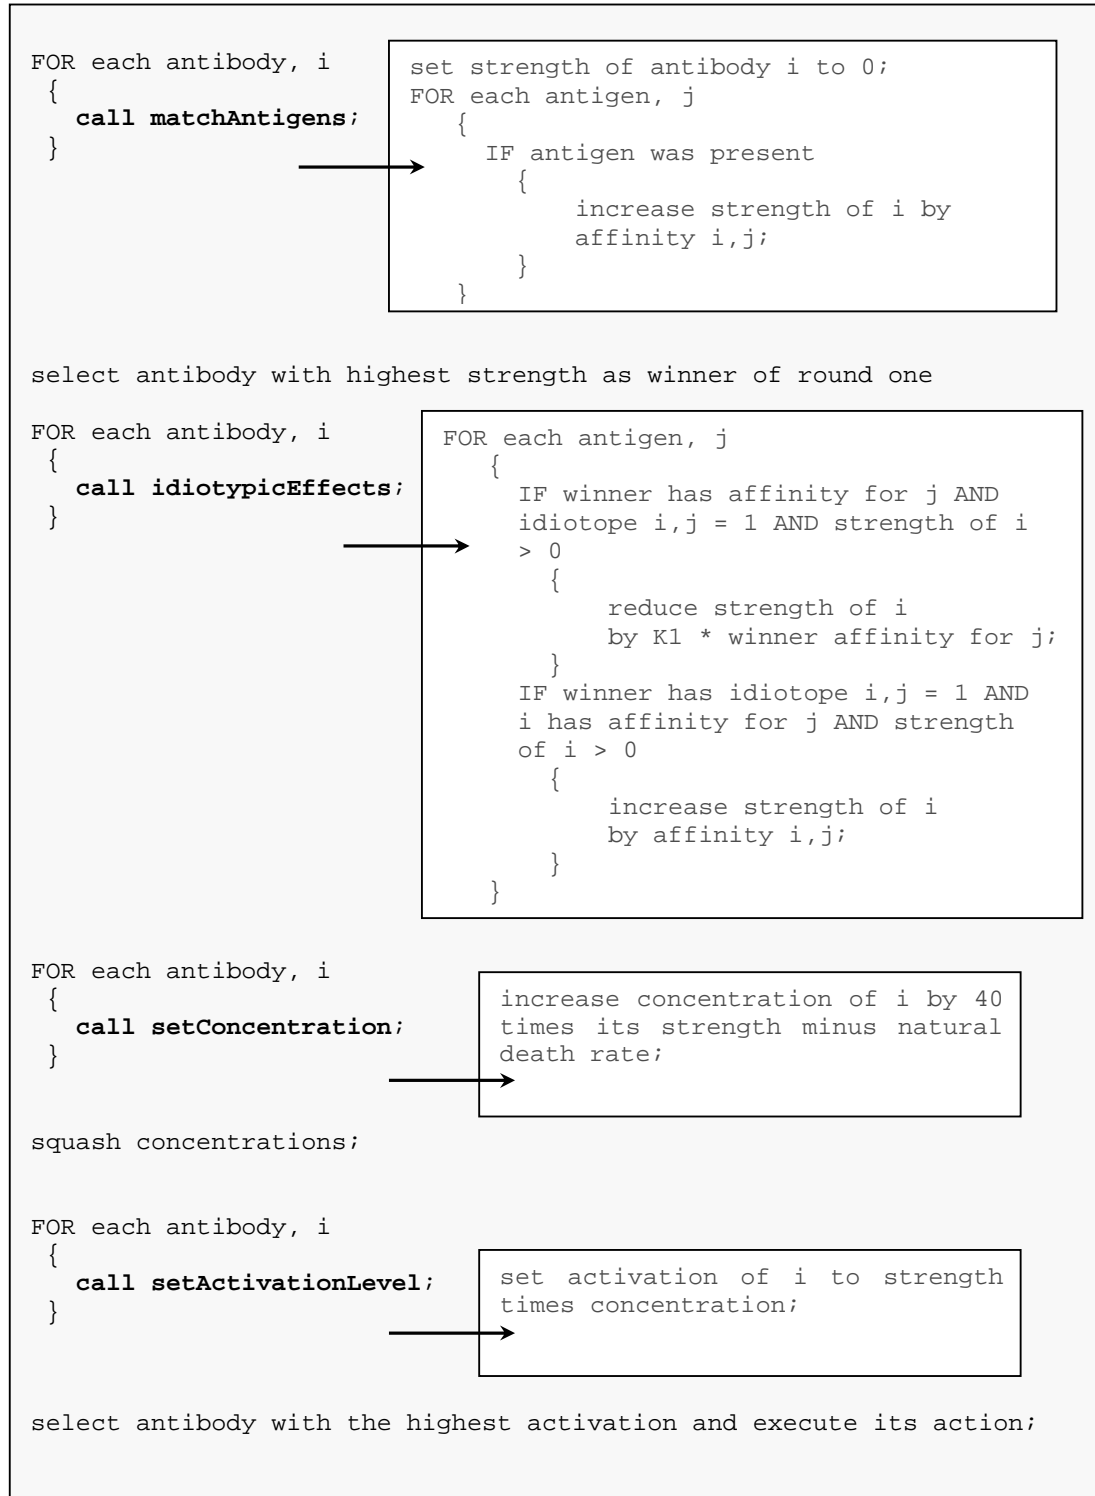 FOR each antibody, i
{
call matchAntigens;
}
set strength of antibody i to 0;
FOR each antigen, j
{
IF antigen was present
{
increase strength of i by
affinity i,j;
}
}
select antibody with highest strength as winner of round one
FOR each antibody, i
{
call idiotypicEffects;
}
FOR each antigen, j
{
IF winner has affinity for j AND
idiotope i,j = 1 AND strength of i
> 0
{
reduce strength of i
by K1 * winner affinity for j;
}
IF winner has idiotope i,j = 1 AND
i has affinity for j AND strength
of i > 0
{
increase strength of i
by affinity i,j;
}
}
FOR each antibody, i
{
call setConcentration;
}
increase concentration of i by 40
times its strength minus natural
death rate;
squash concentrations;
FOR each antibody, i
{
call setActivationLevel;
}
set activation of i to strength
times concentration;
select antibody with the highest activation and execute its action;